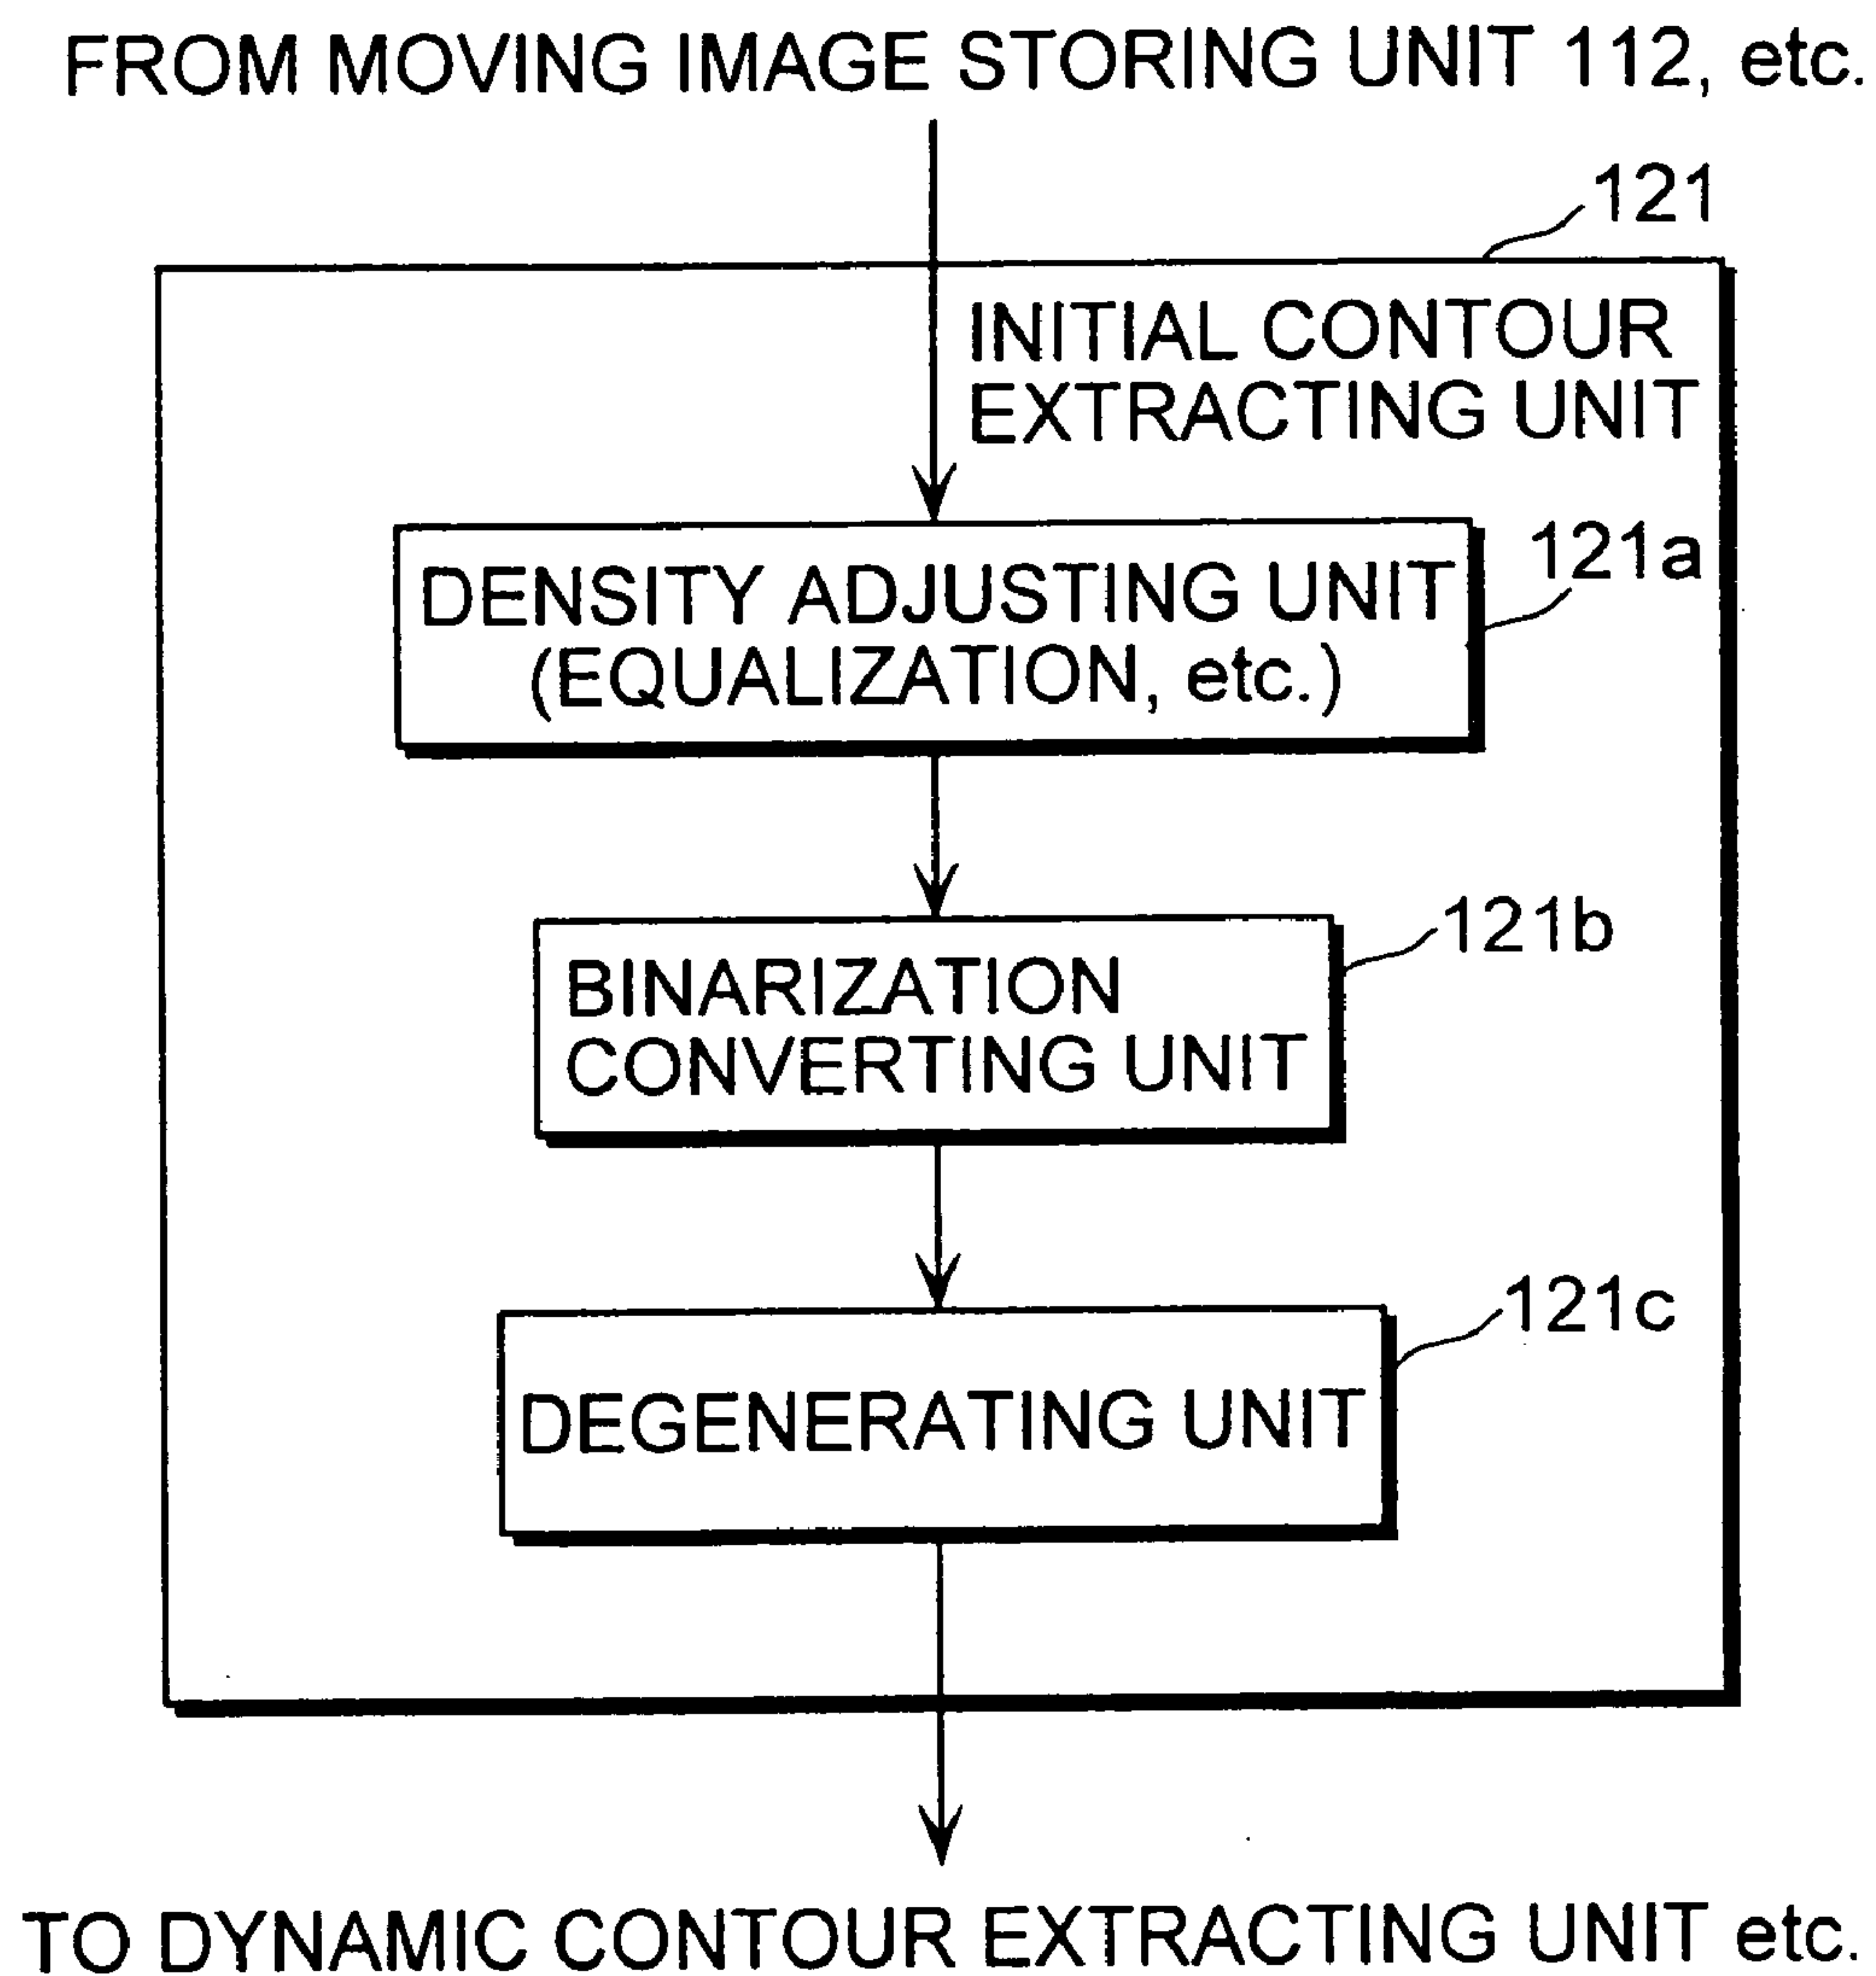 FROM MOVING IMAGE STORING UNIT 112, etc.
121
INITIAL CONTOUR
EXTRACTING UNIT
121a
DENSITY ADJUSTING UNIT
(EQUALIZATION, etc.)
121b
BINARIZATION
CONVERTING UNIT
121c
DEGENERATING UNIT
TO DYNAMIC CONTOUR EXTRACTING UNIT etc.